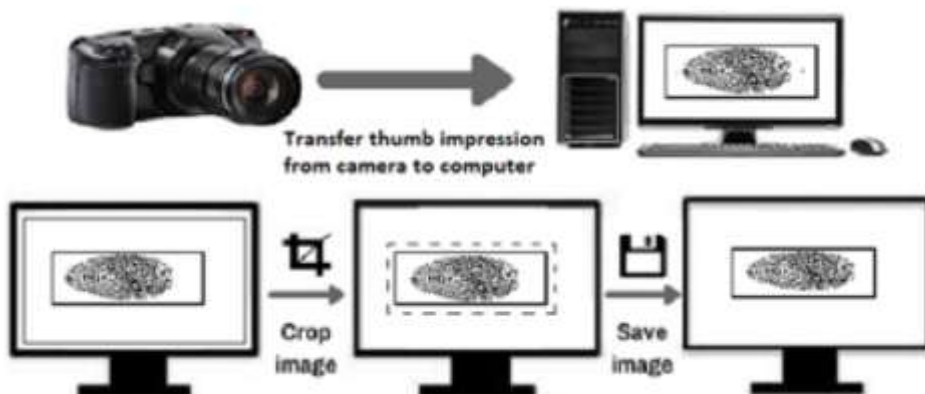 Transfer thumb impression
from camera to computer
Crop
image
Save
image